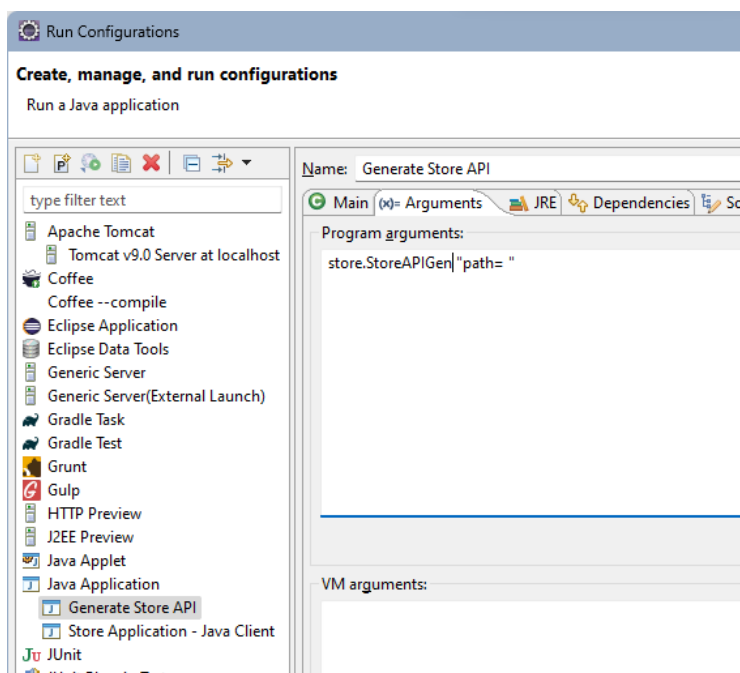 Run Configurations
Create, manage, and run configurations
Run a Java application
Name: Generate Store API
type filter text
Main (x)= Arguments JRE Dependencies
Apache Tomcat
Tomcat v9.0 Server at localhost
Coffee
Coffee --compile
Eclipse Application
Eclipse Data Tools
Generic Server
Generic Server(External Launch)
Gradle Task
Gradle Test
Grunt
Gulp
HTTP Preview
J2EE Preview
Java Applet
Java Application
Generate Store API
Store Application - Java Client
JUnit
Program arguments:
store.StoreAPIGen "path= "
VM arguments: